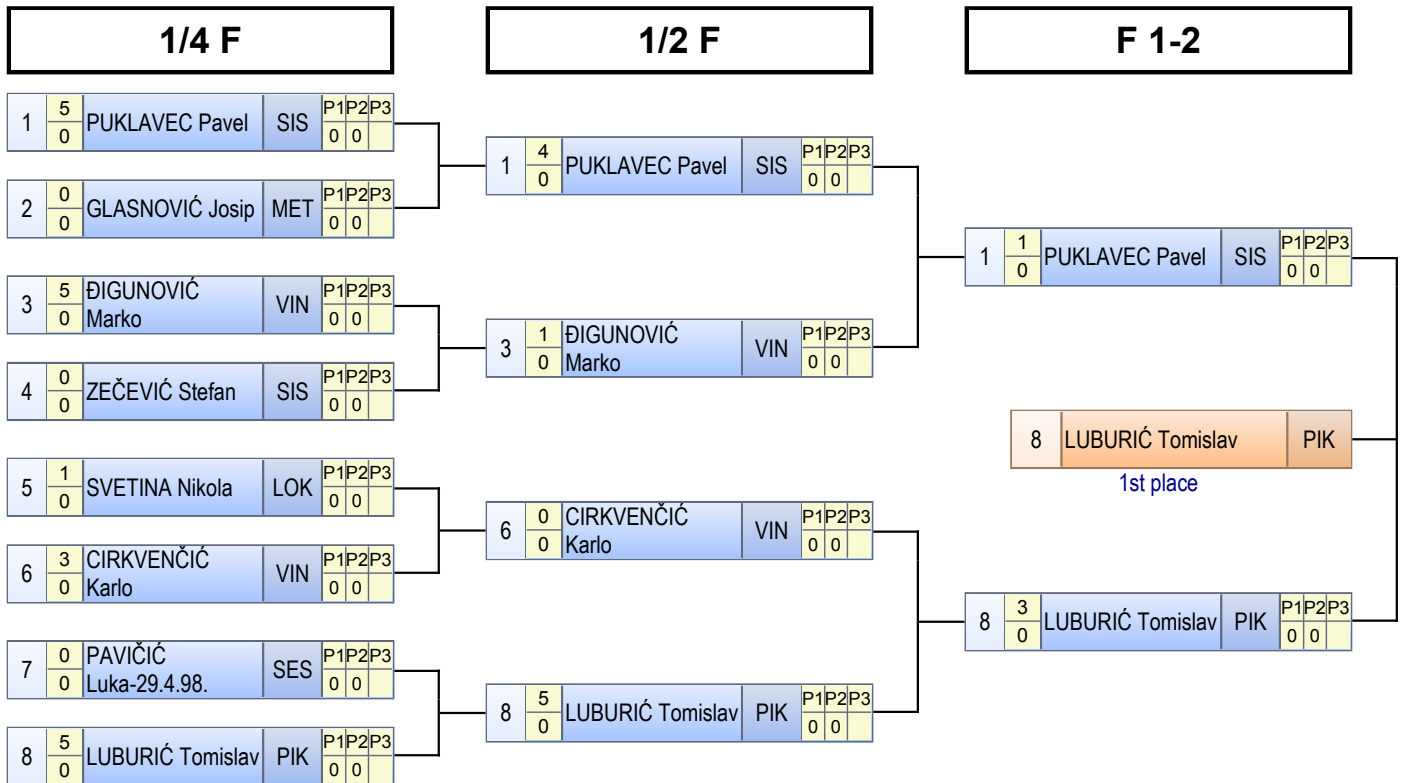 1/4 F
1/2 F
F 1-2
1 5 0 PUKLAVEC Pavel SIS P1 P2 P3 0 0
2 0 0 GLASNOVIĆ Josip MET P1 P2 P3 0 0
3 5 0 ĐIGUNOVIĆ
Marko VIN P1 P2 P3 0 0
4 0 0 ZEČEVIĆ Stefan SIS P1 P2 P3 0 0
5 1 0 SVETINA Nikola LOK P1 P2 P3 0 0
6 3 0 CIRKVENČIĆ
Karlo VIN P1 P2 P3 0 0
7 0 0 PAVIČIĆ
Luka-29.4.98. SES P1 P2 P3 0 0
8 5 0 LUBURIĆ Tomislav PIK P1 P2 P3 0 0
1 4 0 PUKLAVEC Pavel SIS P1 P2 P3 0 0
3 1 0 ĐIGUNOVIĆ
Marko VIN P1 P2 P3 0 0
6 0 0 CIRKVENČIĆ
Karlo VIN P1 P2 P3 0 0
8 5 0 LUBURIĆ Tomislav PIK P1 P2 P3 0 0
1 1 0 PUKLAVEC Pavel SIS P1 P2 P3 0 0
8 LUBURIĆ Tomislav PIK
1st place
8 3 0 LUBURIĆ Tomislav PIK P1 P2 P3 0 0